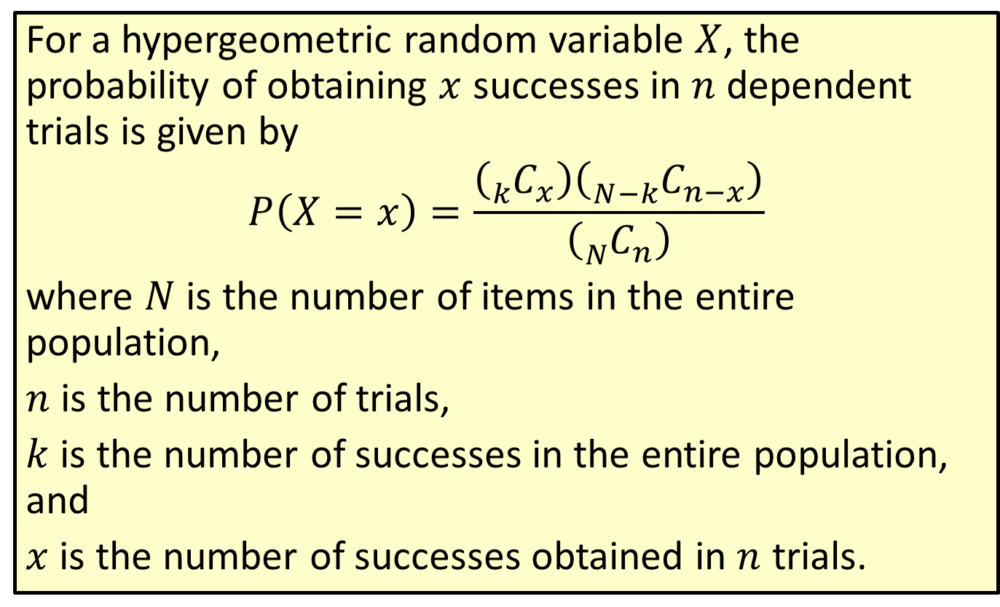 For a hypergeometric random variable 𝑋, the
probability of obtaining 𝑥 successes in 𝑛 dependent
trials is given by
𝑃(𝑋 = 𝑥) = (ₖ𝐶ₓ)(_{𝑁−𝑘}𝐶_{𝑛−𝑥}) / (_𝑁𝐶_𝑛)
where 𝑁 is the number of items in the entire
population,
𝑛 is the number of trials,
𝑘 is the number of successes in the entire population,
and
𝑥 is the number of successes obtained in 𝑛 trials.